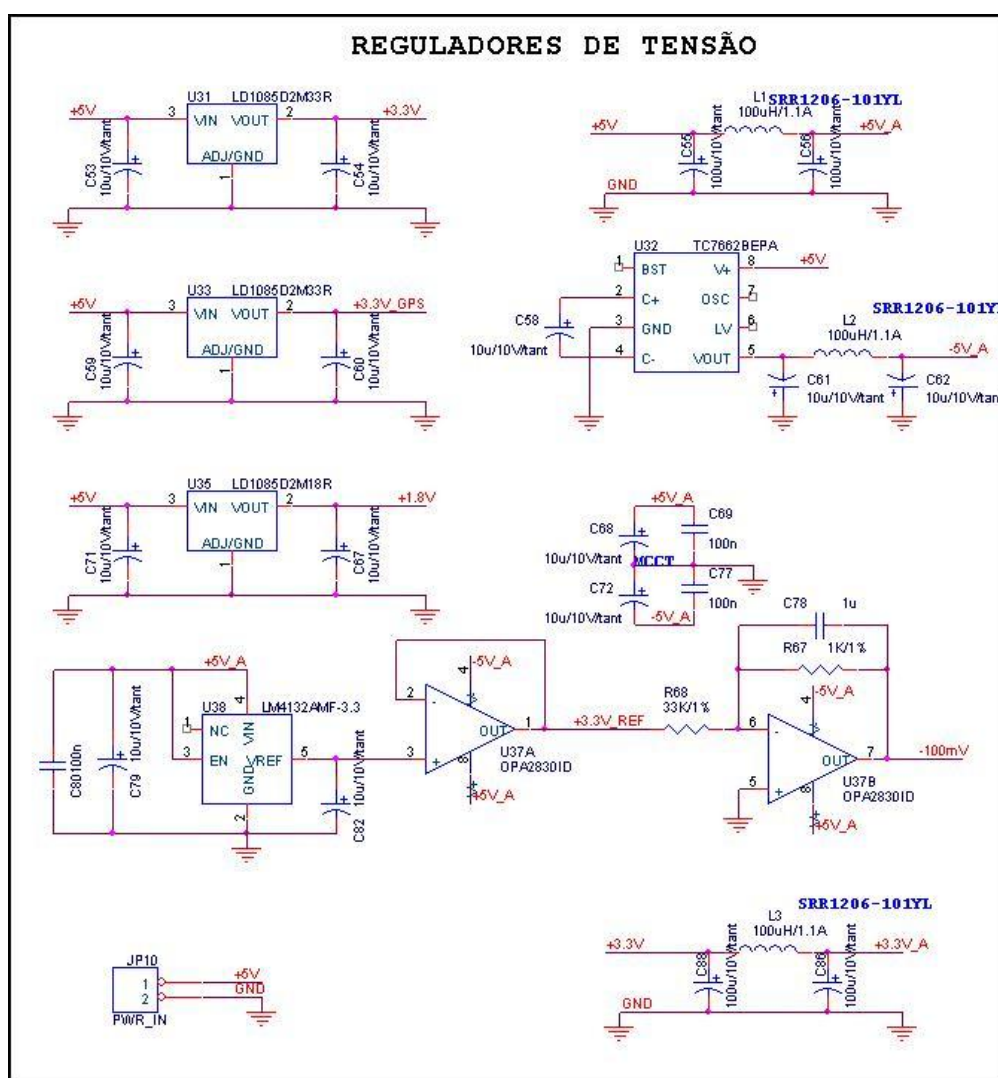 REGULADORES DE TENSÃO
U31 LD1085D2M33R
+5V 3 VIN VOUT 2 +3.3V
ADJ/GND
1
C53 10u/10V/tant
C54 10u/10V/tant
SRR1206-101YL
L1
100uH/1.1A
+5V +5V_A
C55 100u/10V/tant
C56 100u/10V/tant
GND
U33 LD1085D2M33R
+5V 3 VIN VOUT 2 +3.3V_GPS
ADJ/GND
1
C59 10u/10V/tant
C60 10u/10V/tant
U32 TC7662BEPA
1 BST V+ 8 +5V
2 C+ OSC 7
3 GND LV 6
4 C- VOUT 5
C58
10u/10V/tant
SRR1206-101YL
L2
100uH/1.1A
-5V_A
C61
10u/10V/tant
C62
10u/10V/tant
U35 LD1085D2M18R
+5V 3 VIN VOUT 2 +1.8V
ADJ/GND
1
C71 10u/10V/tant
C67 10u/10V/tant
+5V_A
C68
10u/10V/tant
C69
100n
MCCT
C72
10u/10V/tant
C77
100n
-5V_A
+5V_A
U38 LM4132AMF-3.3
4
1 NC VIN
3 EN VREF 5
GND
2
C80 100n
C79 10u/10V/tant
C82 10u/10V/tant
-5V_A
4
2 -
OUT 1
3 +
U37A
OPA2830ID
8
+5V_A
+3.3V_REF
R68
33K/1%
C78 1u
R67 1K/1%
-5V_A
4
6 -
OUT 7 -100mV
5 +
U37B
OPA2830ID
8
+5V_A
JP10
1 +5V
2 GND
PWR_IN
SRR1206-101YL
L3
100uH/1.1A
+3.3V +3.3V_A
C88 100u/10V/tant
C86 100u/10V/tant
GND